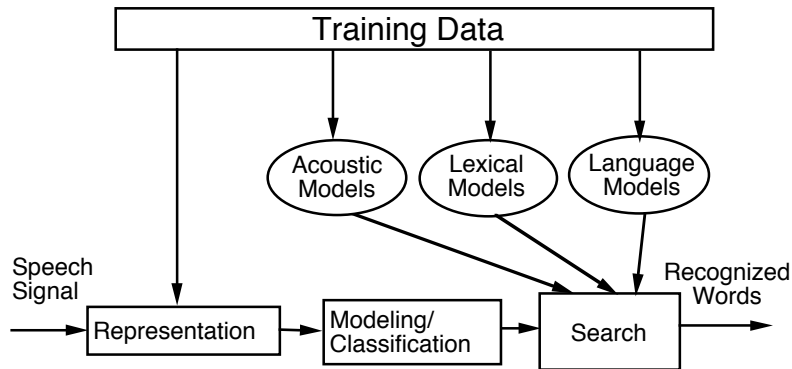 Training Data
Acoustic
Models
Lexical
Models
Language
Models
Speech
Signal
Recognized
Words
Representation
Modeling/
Classification
Search